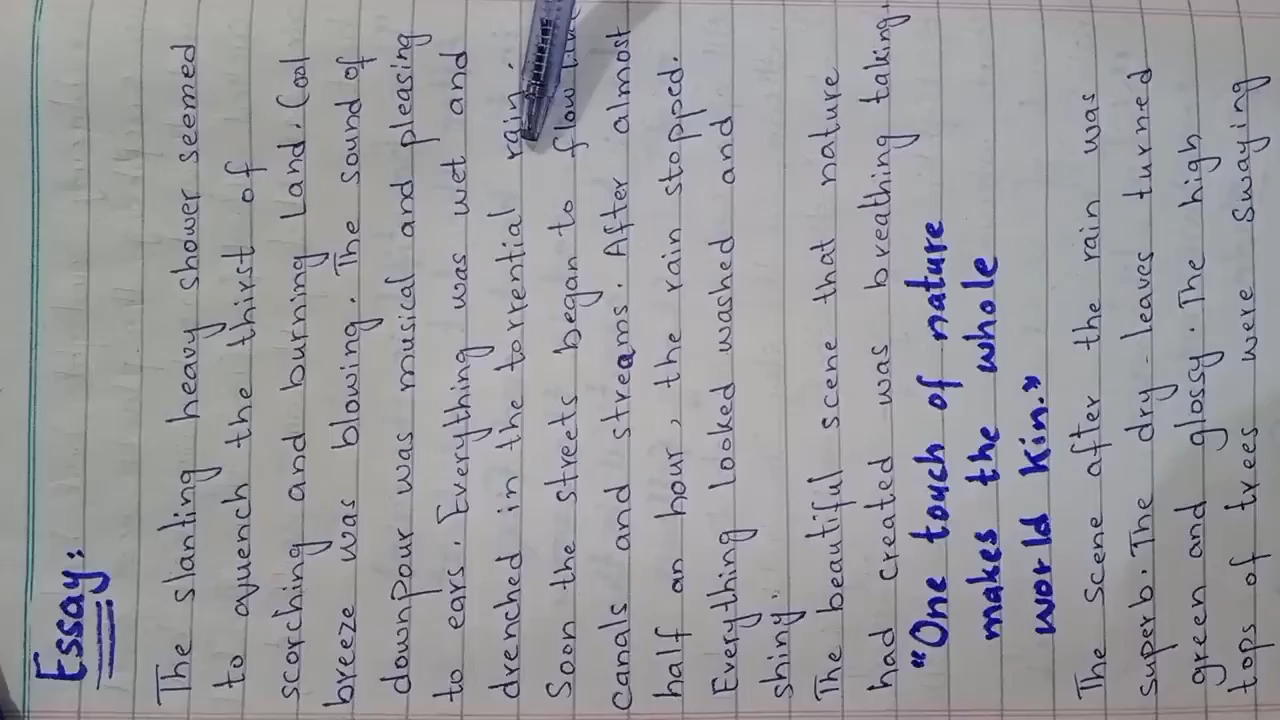 Essay:
The slanting heavy shower seemed
to quench the thirst of
scorching and burning Land. Cool
breeze was blowing. The sound of
downpour was musical and pleasing
to ears. Everything was wet and
drenched in the torrential rain.
Soon the streets began to flow like
canals and streams. After almost
half an hour, the rain stopped.
Everything looked washed and
shiny.
The beautiful scene that nature
had created was breathing taking.
"One touch of nature
makes the whole
world kin."
The scene after the rain was
superb. The dry leaves turned
green and glossy. The high
tops of trees were swaying